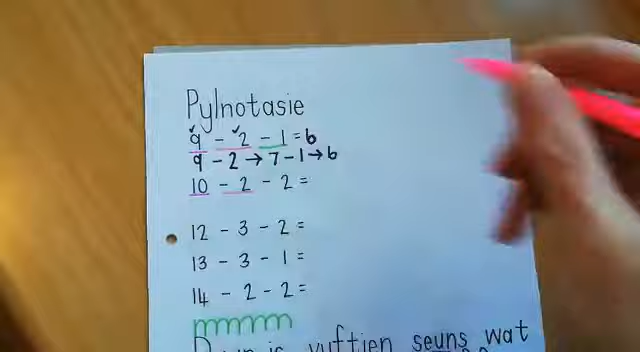 Pylnotasie
9 - 2 - 1 = 6
9 - 2 → 7 - 1 → 6
10 - 2 - 2 =
12 - 3 - 2 =
13 - 3 - 1 =
14 - 2 - 2 =
is vyftien seuns wat